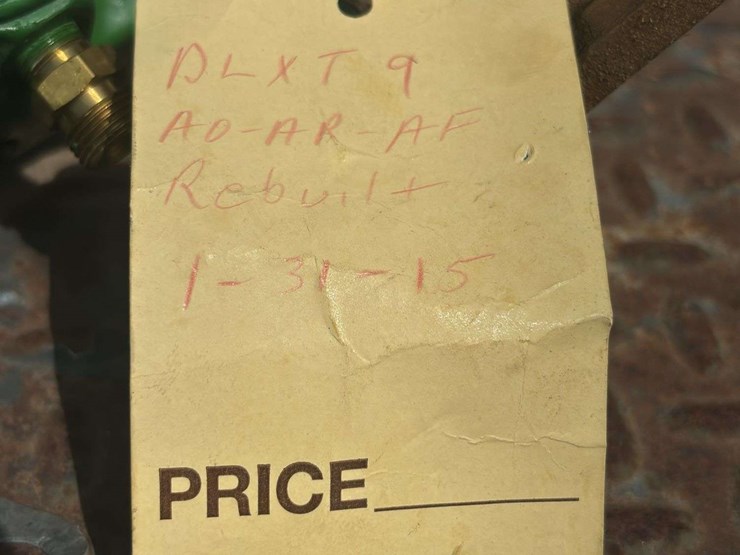 DLXT 9
AO-AR-AF
Rebuilt
1-31-15
PRICE